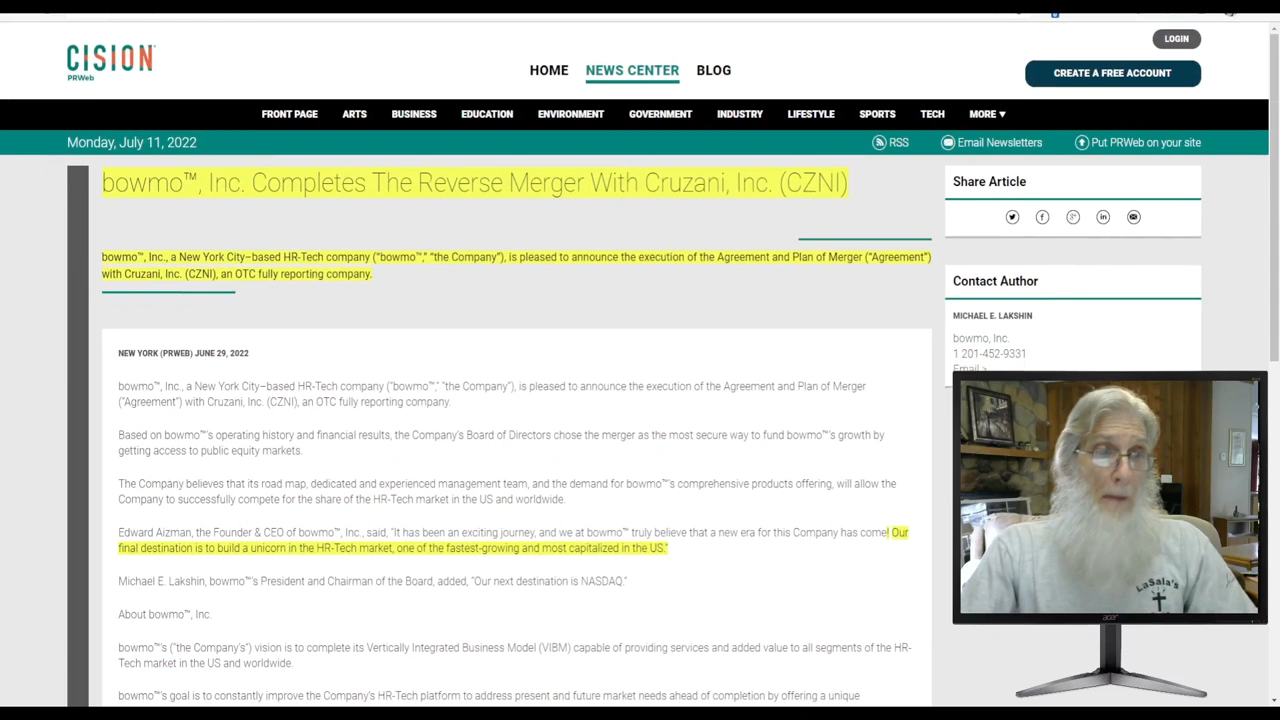 LOGIN
CISION
PRWeb
HOME NEWS CENTER BLOG
CREATE A FREE ACCOUNT
FRONT PAGE ARTS BUSINESS EDUCATION ENVIRONMENT GOVERNMENT INDUSTRY LIFESTYLE SPORTS TECH MORE ▼
Monday, July 11, 2022 RSS Email Newsletters Put PRWeb on your site
bowmo™, Inc. Completes The Reverse Merger With Cruzani, Inc. (CZNI)
bowmo™, Inc., a New York City–based HR-Tech company (“bowmo™,” “the Company”), is pleased to announce the execution of the Agreement and Plan of Merger (“Agreement”)
with Cruzani, Inc. (CZNI), an OTC fully reporting company.
NEW YORK (PRWEB) JUNE 29, 2022
bowmo™, Inc., a New York City–based HR-Tech company (“bowmo™,” “the Company”), is pleased to announce the execution of the Agreement and Plan of Merger
(“Agreement”) with Cruzani, Inc. (CZNI), an OTC fully reporting company.
Based on bowmo™’s operating history and financial results, the Company’s Board of Directors chose the merger as the most secure way to fund bowmo™’s growth by
getting access to public equity markets.
The Company believes that its road map, dedicated and experienced management team, and the demand for bowmo™’s comprehensive products offering, will allow the
Company to successfully compete for the share of the HR-Tech market in the US and worldwide.
Edward Aizman, the Founder & CEO of bowmo™, Inc., said, “It has been an exciting journey, and we at bowmo™ truly believe that a new era for this Company has come! Our
final destination is to build a unicorn in the HR-Tech market, one of the fastest-growing and most capitalized in the US.”
Michael E. Lakshin, bowmo™’s President and Chairman of the Board, added, “Our next destination is NASDAQ.”
About bowmo™, Inc.
bowmo™’s (“the Company’s”) vision is to complete its Vertically Integrated Business Model (VIBM) capable of providing services and added value to all segments of the HR-
Tech market in the US and worldwide.
bowmo™’s goal is to constantly improve the Company’s HR-Tech platform to address present and future market needs ahead of completion by offering a unique
Share Article
Contact Author
MICHAEL E. LAKSHIN
bowmo, Inc.
1 201-452-9331
Email >
LaSala's
acer